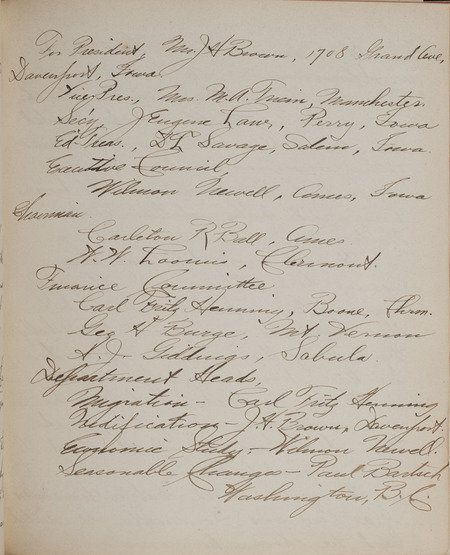 For President, Mrs. J H Brown, 1708 Grand Ave,
Davenport, Iowa.
Vice Pres., Mrs. M. A. Triem, Manchester.
Secy J Eugene Law, Perry, Iowa
Ed-Treas., D L Savage, Salem, Iowa.
Executive Council,
Wilmon Newell, Ames, Iowa
Chairman
Carleton R Ball, Ames
W. W. Loomis, Clermont.
Finance Committee
Carl Fritz Henning, Boone, Chrm.
Geo H Burge, Mt Vernon
A. J. Giddings, Sabula.
Department Heads,
Migration - Carl Fritz Henning
Nidification - J. H. Brown, Davenport.
Economic Study - Wilmon Newell.
Seasonable Changes - Paul Bartsch
Washington, D. C.